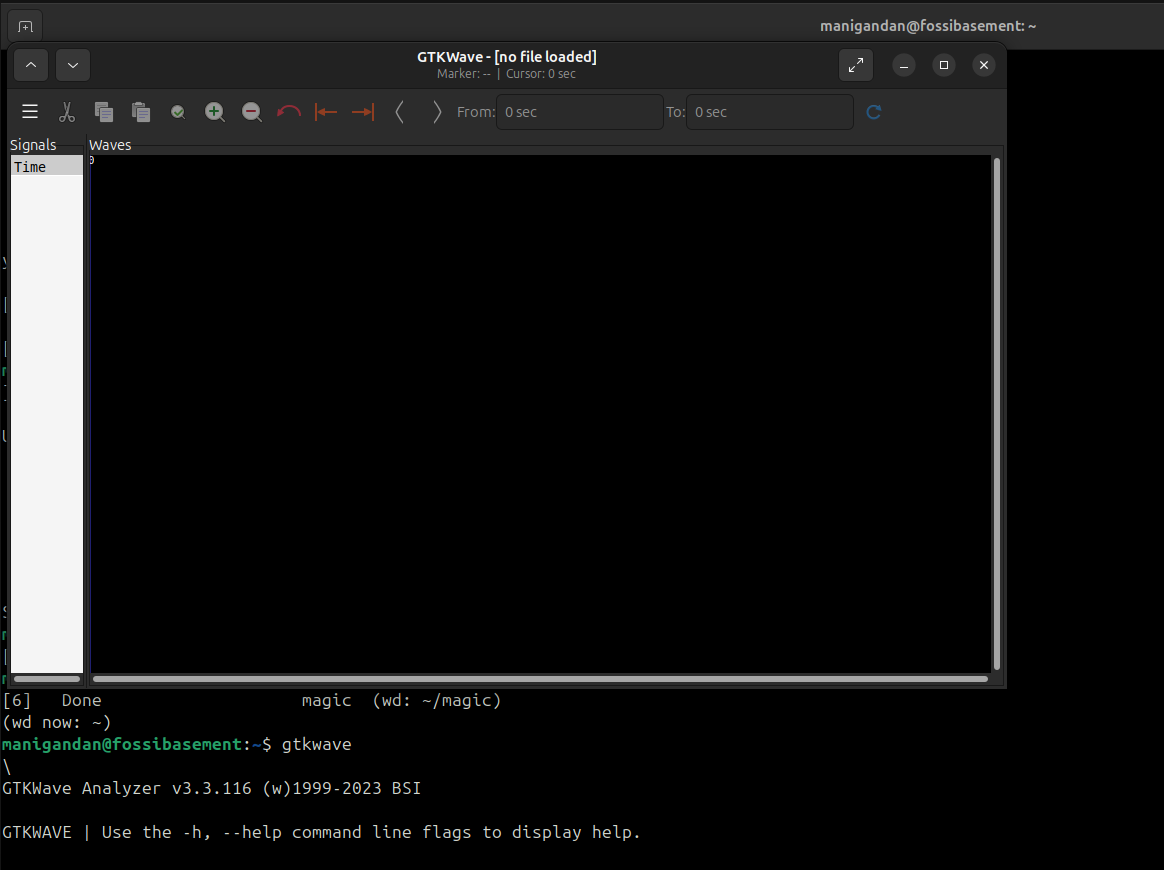 manigandan@fossibasement: ~
GTKWave - [no file loaded]
Marker: -- | Cursor: 0 sec
From: 0 sec To: 0 sec
Signals Waves
Time 0
[6] Done magic (wd: ~/magic)
(wd now: ~)
manigandan@fossibasement:~$ gtkwave
\
GTKWave Analyzer v3.3.116 (w)1999-2023 BSI
GTKWAVE | Use the -h, --help command line flags to display help.